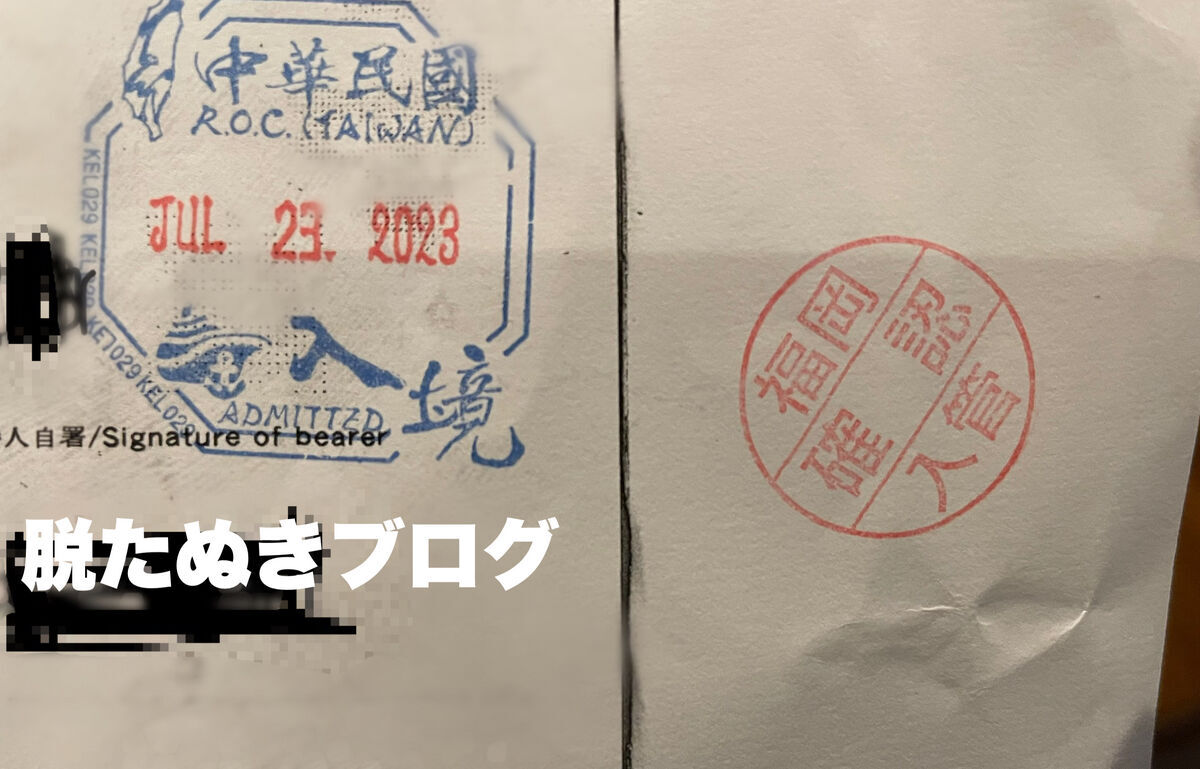 中華民國
R.O.C. (TAIWAN)
JUL 23. 2023
入境
ADMITTED
KEL029 KEL029 KEL029 KEL029 KEL029
人自署/Signature of bearer
脱たぬきブログ
福岡
確認
入管